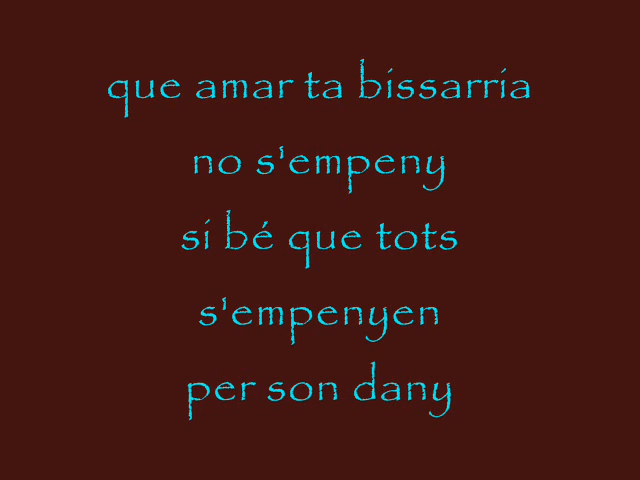 que amar ta bissarria
no s'empeny
si bé que tots
s'empenyen
per son dany